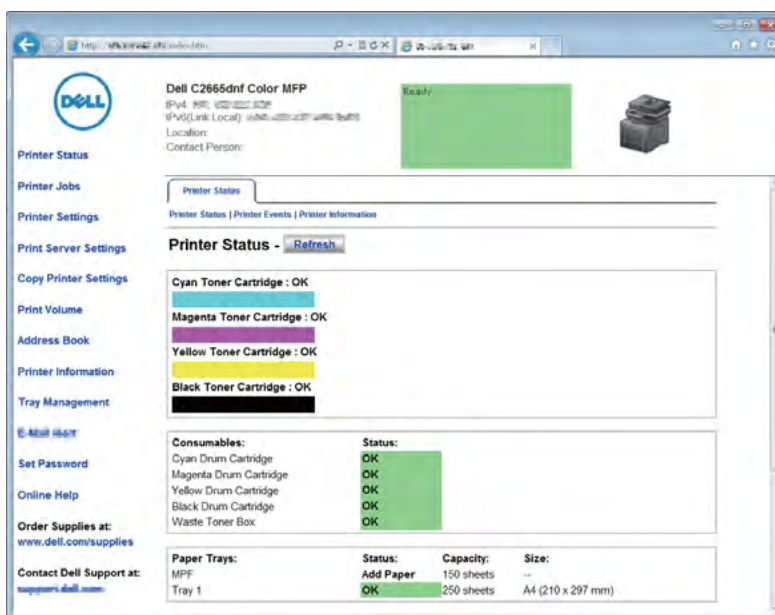 DELL
Dell C2665dnf Color MFP
IPv4:
IPv6(Link Local):
Location:
Contact Person:
Ready
Printer Status
Printer Jobs
Printer Settings
Print Server Settings
Copy Printer Settings
Print Volume
Address Book
Printer Information
Tray Management
Set Password
Online Help
Order Supplies at:
www.dell.com/supplies
Contact Dell Support at:
support.dell.com
Printer Status
Printer Status | Printer Events | Printer Information
Printer Status - Refresh
Cyan Toner Cartridge : OK
Magenta Toner Cartridge : OK
Yellow Toner Cartridge : OK
Black Toner Cartridge : OK
Consumables: Status:
Cyan Drum Cartridge OK
Magenta Drum Cartridge OK
Yellow Drum Cartridge OK
Black Drum Cartridge OK
Waste Toner Box OK
Paper Trays: Status: Capacity: Size:
MPF Add Paper 150 sheets --
Tray 1 OK 250 sheets A4 (210 x 297 mm)